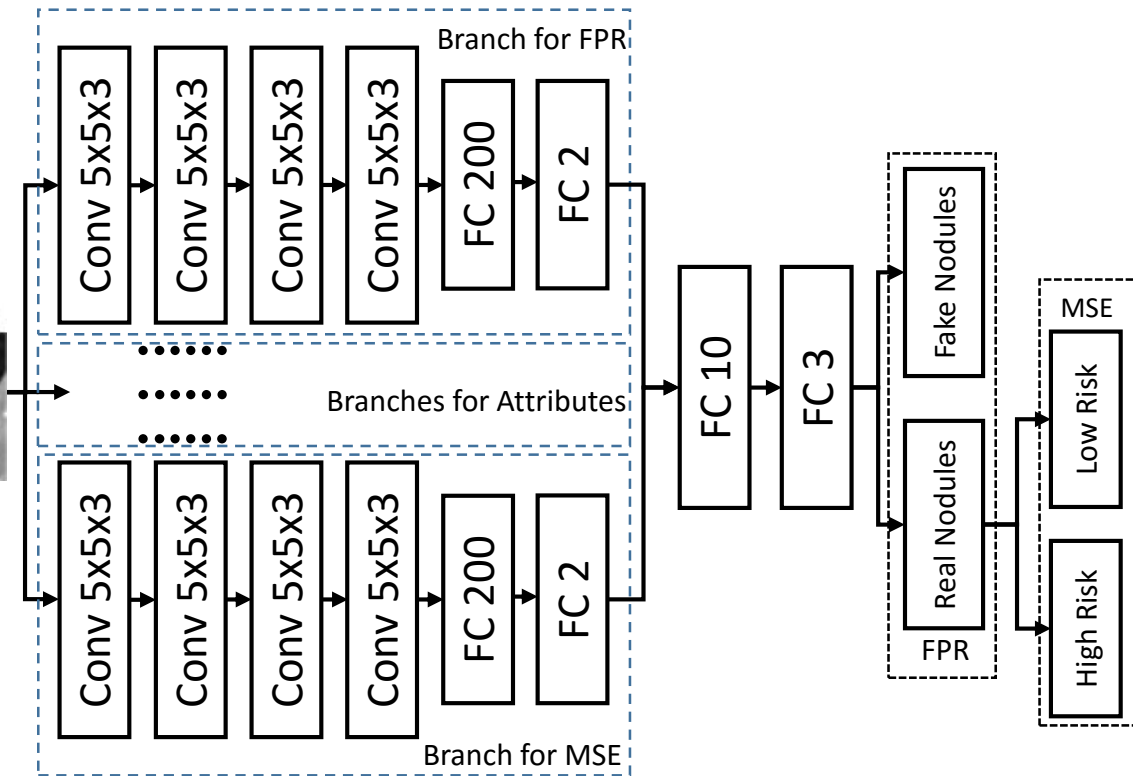 Branch for FPR
Conv 5x5x3
Conv 5x5x3
Conv 5x5x3
Conv 5x5x3
FC 200
FC 2
Branches for Attributes
Conv 5x5x3
Conv 5x5x3
Conv 5x5x3
Conv 5x5x3
FC 200
FC 2
Branch for MSE
FC 10
FC 3
Fake Nodules
Real Nodules
FPR
MSE
Low Risk
High Risk